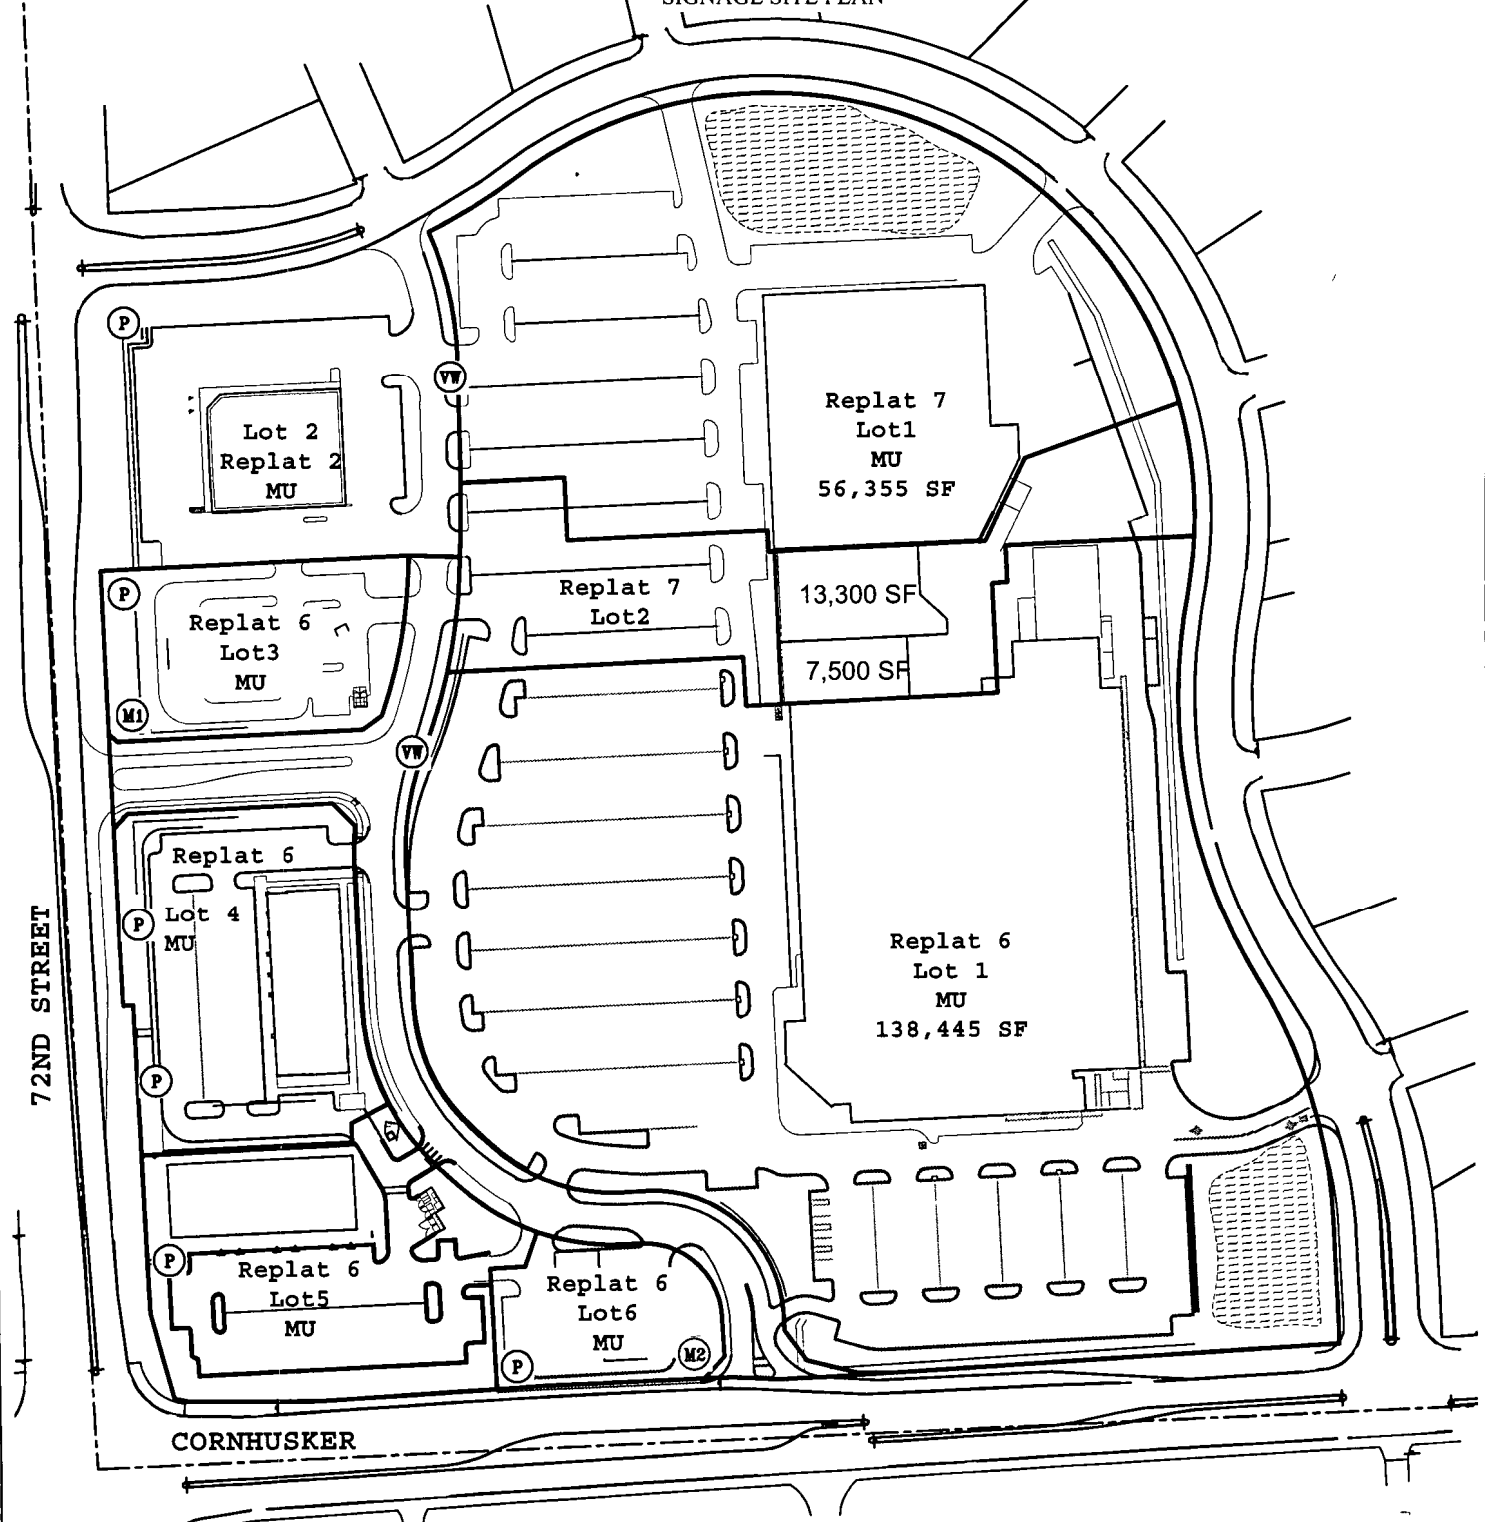 SIGNAGE SITE PLAN
P
VW
Replat 7
Lot1
MU
56,355 SF
Lot 2
Replat 2
MU
P
Replat 6
Lot3
MU
M1
Replat 7
Lot2
13,300 SF
7,500 SF
VW
Replat 6
Lot 4
MU
P
P
Replat 6
Lot 1
MU
138,445 SF
72ND STREET
P
Replat 6
Lot5
MU
Replat 6
Lot6
MU
P
M2
CORNHUSKER